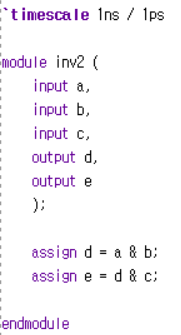 `timescale 1ns / 1ps
module inv2 (
input a,
input b,
input c,
output d,
output e
);
assign d = a & b;
assign e = d & c;
endmodule